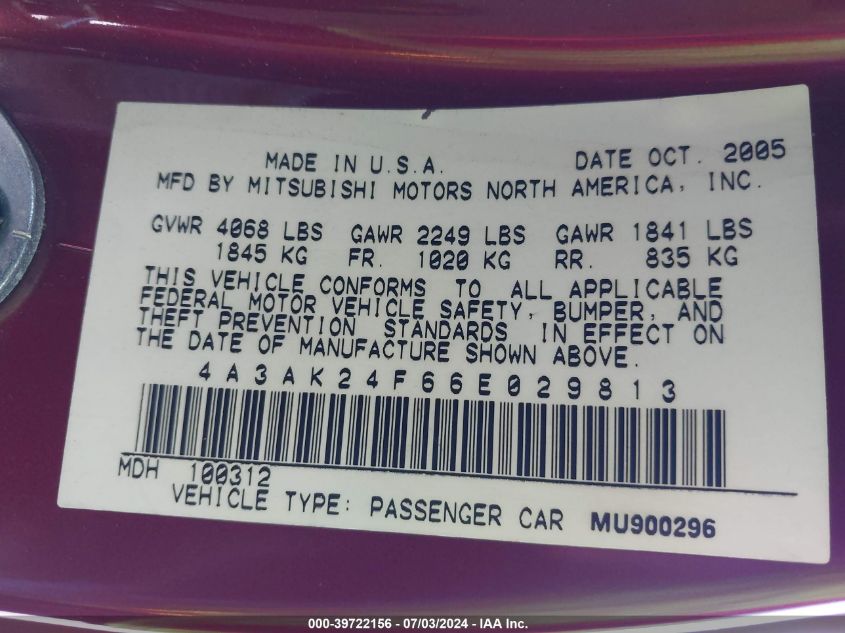 MADE IN U.S.A. DATE OCT. 2005
MFD BY MITSUBISHI MOTORS NORTH AMERICA, INC.
GVWR 4068 LBS GAWR 2249 LBS GAWR 1841 LBS
1845 KG FR. 1020 KG RR. 835 KG
THIS VEHICLE CONFORMS TO ALL APPLICABLE
FEDERAL MOTOR VEHICLE SAFETY, BUMPER, AND
THEFT PREVENTION STANDARDS IN EFFECT ON
THE DATE OF MANUFACTURE SHOWN ABOVE.
4A3AK24F66E029813
MDH 100312
VEHICLE TYPE: PASSENGER CAR MU900296
000-39722156 - 07/03/2024 - IAA Inc.